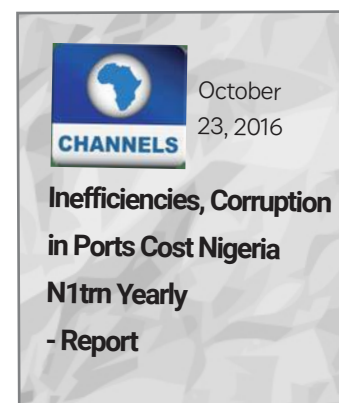 CHANNELS
October
23, 2016
Inefficiencies, Corruption
in Ports Cost Nigeria
N1trn Yearly
- Report